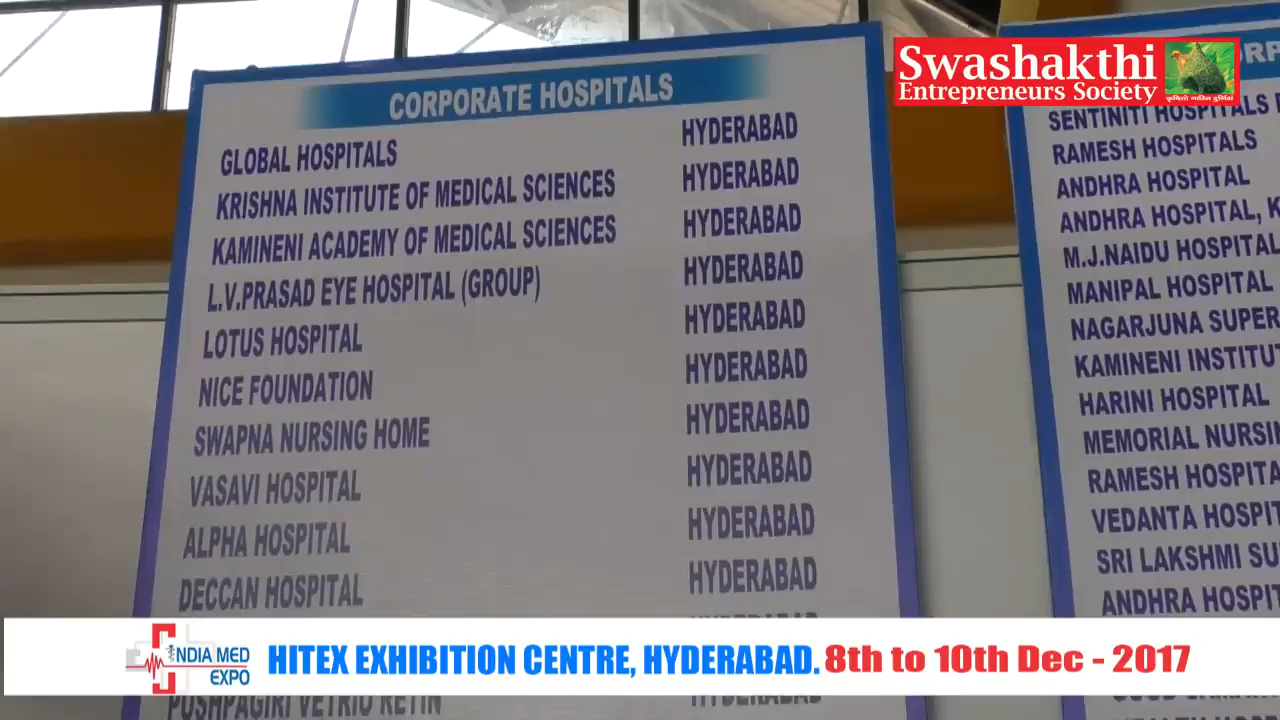 CORPORATE HOSPITALS
GLOBAL HOSPITALS HYDERABAD
KRISHNA INSTITUTE OF MEDICAL SCIENCES HYDERABAD
KAMINENI ACADEMY OF MEDICAL SCIENCES HYDERABAD
L.V.PRASAD EYE HOSPITAL (GROUP) HYDERABAD
LOTUS HOSPITAL HYDERABAD
NICE FOUNDATION HYDERABAD
SWAPNA NURSING HOME HYDERABAD
VASAVI HOSPITAL HYDERABAD
ALPHA HOSPITAL HYDERABAD
DECCAN HOSPITAL HYDERABAD
Swashakthi
Entrepreneurs Society
SENTINITI HOSPITALS
RAMESH HOSPITALS
ANDHRA HOSPITAL
ANDHRA HOSPITAL, K
M.J.NAIDU HOSPITAL
MANIPAL HOSPITAL
NAGARJUNA SUPER
KAMINENI INSTITUT
HARINI HOSPITAL
MEMORIAL NURSIN
RAMESH HOSPITA
VEDANTA HOSPIT
SRI LAKSHMI SU
ANDHRA HOSPIT
INDIA MED
EXPO
HITEX EXHIBITION CENTRE, HYDERABAD. 8th to 10th Dec - 2017